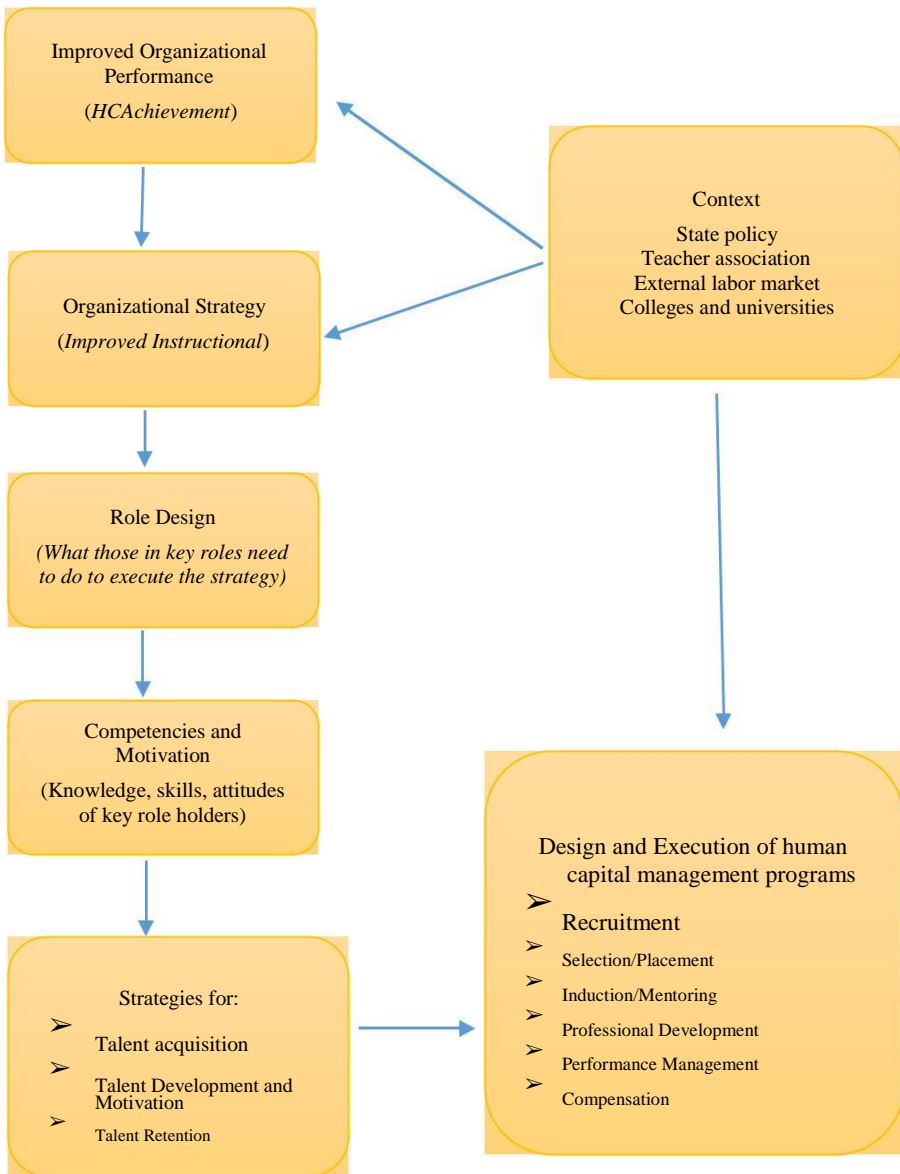 Improved Organizational
Performance
(HCAchievement)
Context
State policy
Teacher association
External labor market
Colleges and universities
Organizational Strategy
(Improved Instructional)
Role Design
(What those in key roles need
to do to execute the strategy)
Competencies and
Motivation
(Knowledge, skills, attitudes
of key role holders)
Strategies for:
➢ Talent acquisition
➢ Talent Development and
Motivation
➢ Talent Retention
Design and Execution of human
capital management programs
➢ Recruitment
➢ Selection/Placement
➢ Induction/Mentoring
➢ Professional Development
➢ Performance Management
➢ Compensation